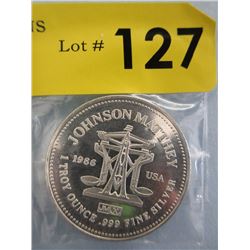 Lot # 127
JOHNSON MATTHEY
1986 USA
JM
1 TROY OUNCE .999 FINE SILVER